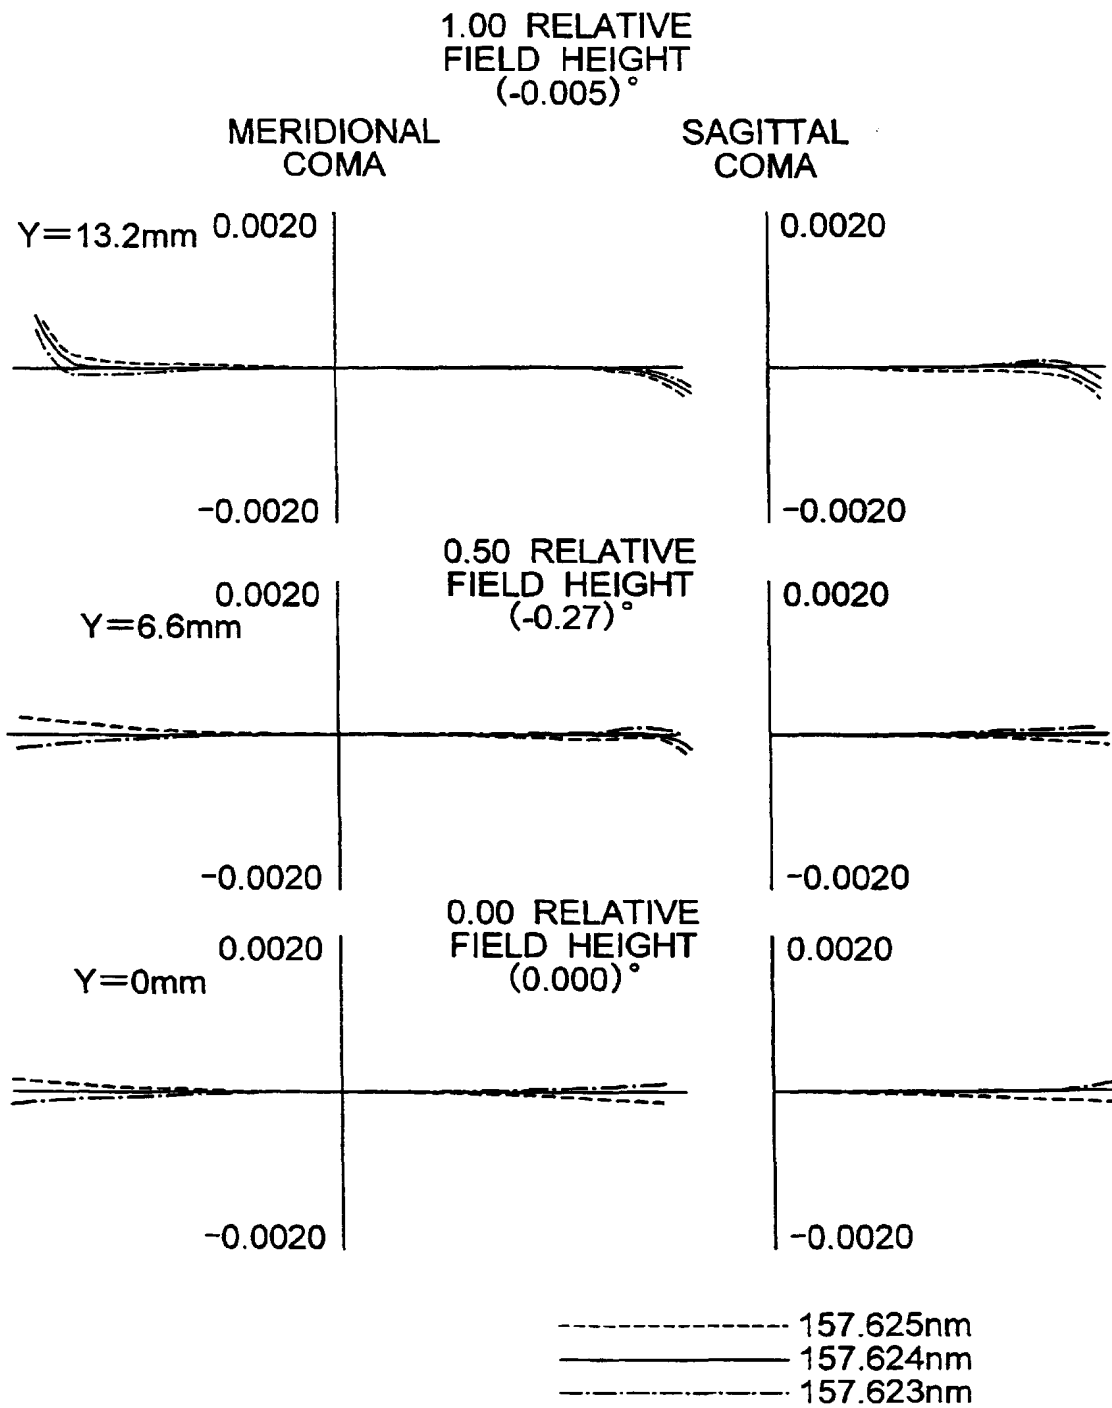 1.00 RELATIVE
FIELD HEIGHT
(-0.005)°
MERIDIONAL
COMA
SAGITTAL
COMA
Y=13.2mm
0.0020
0.0020
-0.0020
-0.0020
0.50 RELATIVE
FIELD HEIGHT
(-0.27)°
0.0020
0.0020
Y=6.6mm
-0.0020
-0.0020
0.00 RELATIVE
FIELD HEIGHT
(0.000)°
0.0020
0.0020
Y=0mm
-0.0020
-0.0020
157.625nm
157.624nm
157.623nm